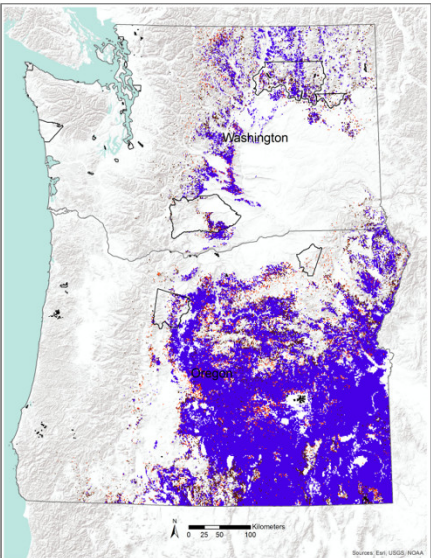 Washington
Oregon
N
Kilometers
0 25 50 100
Sources: Esri, USGS, NOAA